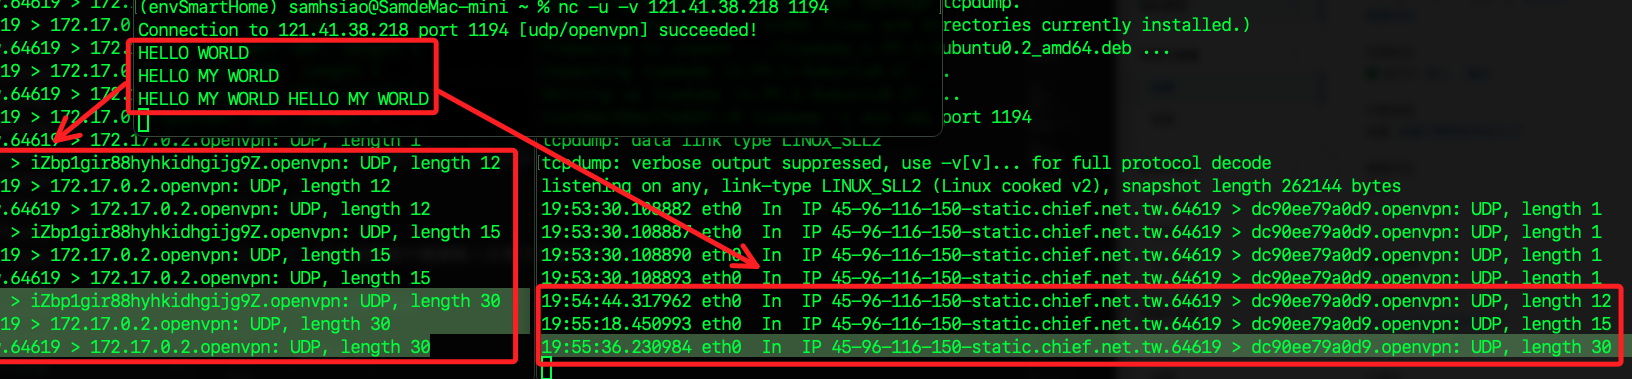 (envSmartHome) samhsiao@SamdeMac-mini ~ % nc -u -v 121.41.38.218 1194
Connection to 121.41.38.218 port 1194 [udp/openvpn] succeeded!
HELLO WORLD
HELLO MY WORLD
HELLO MY WORLD HELLO MY WORLD
v.64619 > 172.17.0
19 > 172.17.0
v.64619 > 172.1
19 > 172.17.0
v.64619 > 172.
19 > 172.17.0
v.64619 > 172.17.0.2.openvpn: UDP, length 1
> iZbp1gir88hyhkidhgijg9Z.openvpn: UDP, length 12
19 > 172.17.0.2.openvpn: UDP, length 12
v.64619 > 172.17.0.2.openvpn: UDP, length 12
> iZbp1gir88hyhkidhgijg9Z.openvpn: UDP, length 15
19 > 172.17.0.2.openvpn: UDP, length 15
v.64619 > 172.17.0.2.openvpn: UDP, length 15
> iZbp1gir88hyhkidhgijg9Z.openvpn: UDP, length 30
19 > 172.17.0.2.openvpn: UDP, length 30
v.64619 > 172.17.0.2.openvpn: UDP, length 30
tcpdump.
rectories currently installed.)
ubuntu0.2_amd64.deb ...
.
..
port 1194
tcpdump: data link type LINUX_SLL2
tcpdump: verbose output suppressed, use -v[v]... for full protocol decode
listening on any, link-type LINUX_SLL2 (Linux cooked v2), snapshot length 262144 bytes
19:53:30.108882 eth0 In IP 45-96-116-150-static.chief.net.tw.64619 > dc90ee79a0d9.openvpn: UDP, length 1
19:53:30.108887 eth0 In IP 45-96-116-150-static.chief.net.tw.64619 > dc90ee79a0d9.openvpn: UDP, length 1
19:53:30.108890 eth0 In IP 45-96-116-150-static.chief.net.tw.64619 > dc90ee79a0d9.openvpn: UDP, length 1
19:53:30.108893 eth0 In IP 45-96-116-150-static.chief.net.tw.64619 > dc90ee79a0d9.openvpn: UDP, length 1
19:54:44.317962 eth0 In IP 45-96-116-150-static.chief.net.tw.64619 > dc90ee79a0d9.openvpn: UDP, length 12
19:55:18.450993 eth0 In IP 45-96-116-150-static.chief.net.tw.64619 > dc90ee79a0d9.openvpn: UDP, length 15
19:55:36.230984 eth0 In IP 45-96-116-150-static.chief.net.tw.64619 > dc90ee79a0d9.openvpn: UDP, length 30